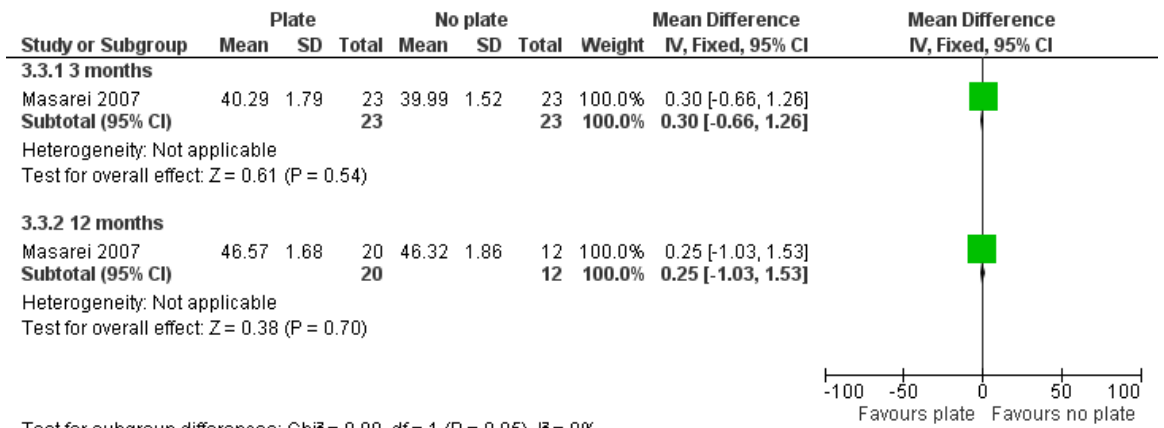 Plate No plate Mean Difference Mean Difference
Study or Subgroup Mean SD Total Mean SD Total Weight IV, Fixed, 95% CI IV, Fixed, 95% CI
3.3.1 3 months
Masarei 2007 40.29 1.79 23 39.99 1.52 23 100.0% 0.30 [-0.66, 1.26]
Subtotal (95% CI) 23 23 100.0% 0.30 [-0.66, 1.26]
Heterogeneity: Not applicable
Test for overall effect: Z = 0.61 (P = 0.54)
3.3.2 12 months
Masarei 2007 46.57 1.68 20 46.32 1.86 12 100.0% 0.25 [-1.03, 1.53]
Subtotal (95% CI) 20 12 100.0% 0.25 [-1.03, 1.53]
Heterogeneity: Not applicable
Test for overall effect: Z = 0.38 (P = 0.70)
-100 -50 0 50 100
Favours plate Favours no plate
Test for subgroup differences: df = 1